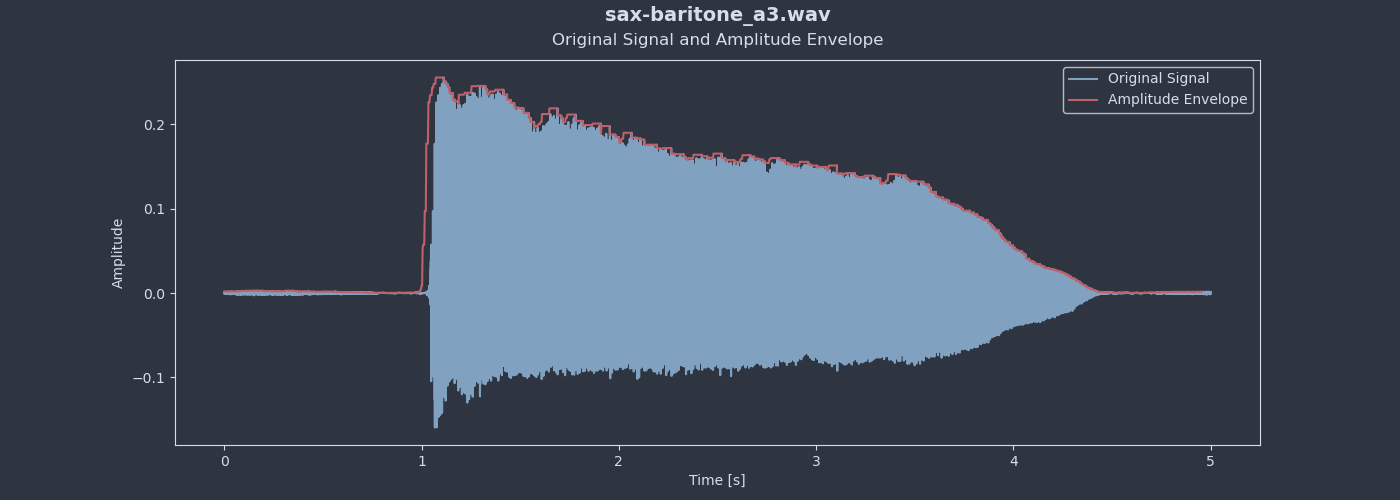 sax-baritone_a3.wav
Original Signal and Amplitude Envelope
Original Signal
Amplitude Envelope
Amplitude
0.2
0.1
0.0
−0.1
0 1 2 3 4 5
Time [s]